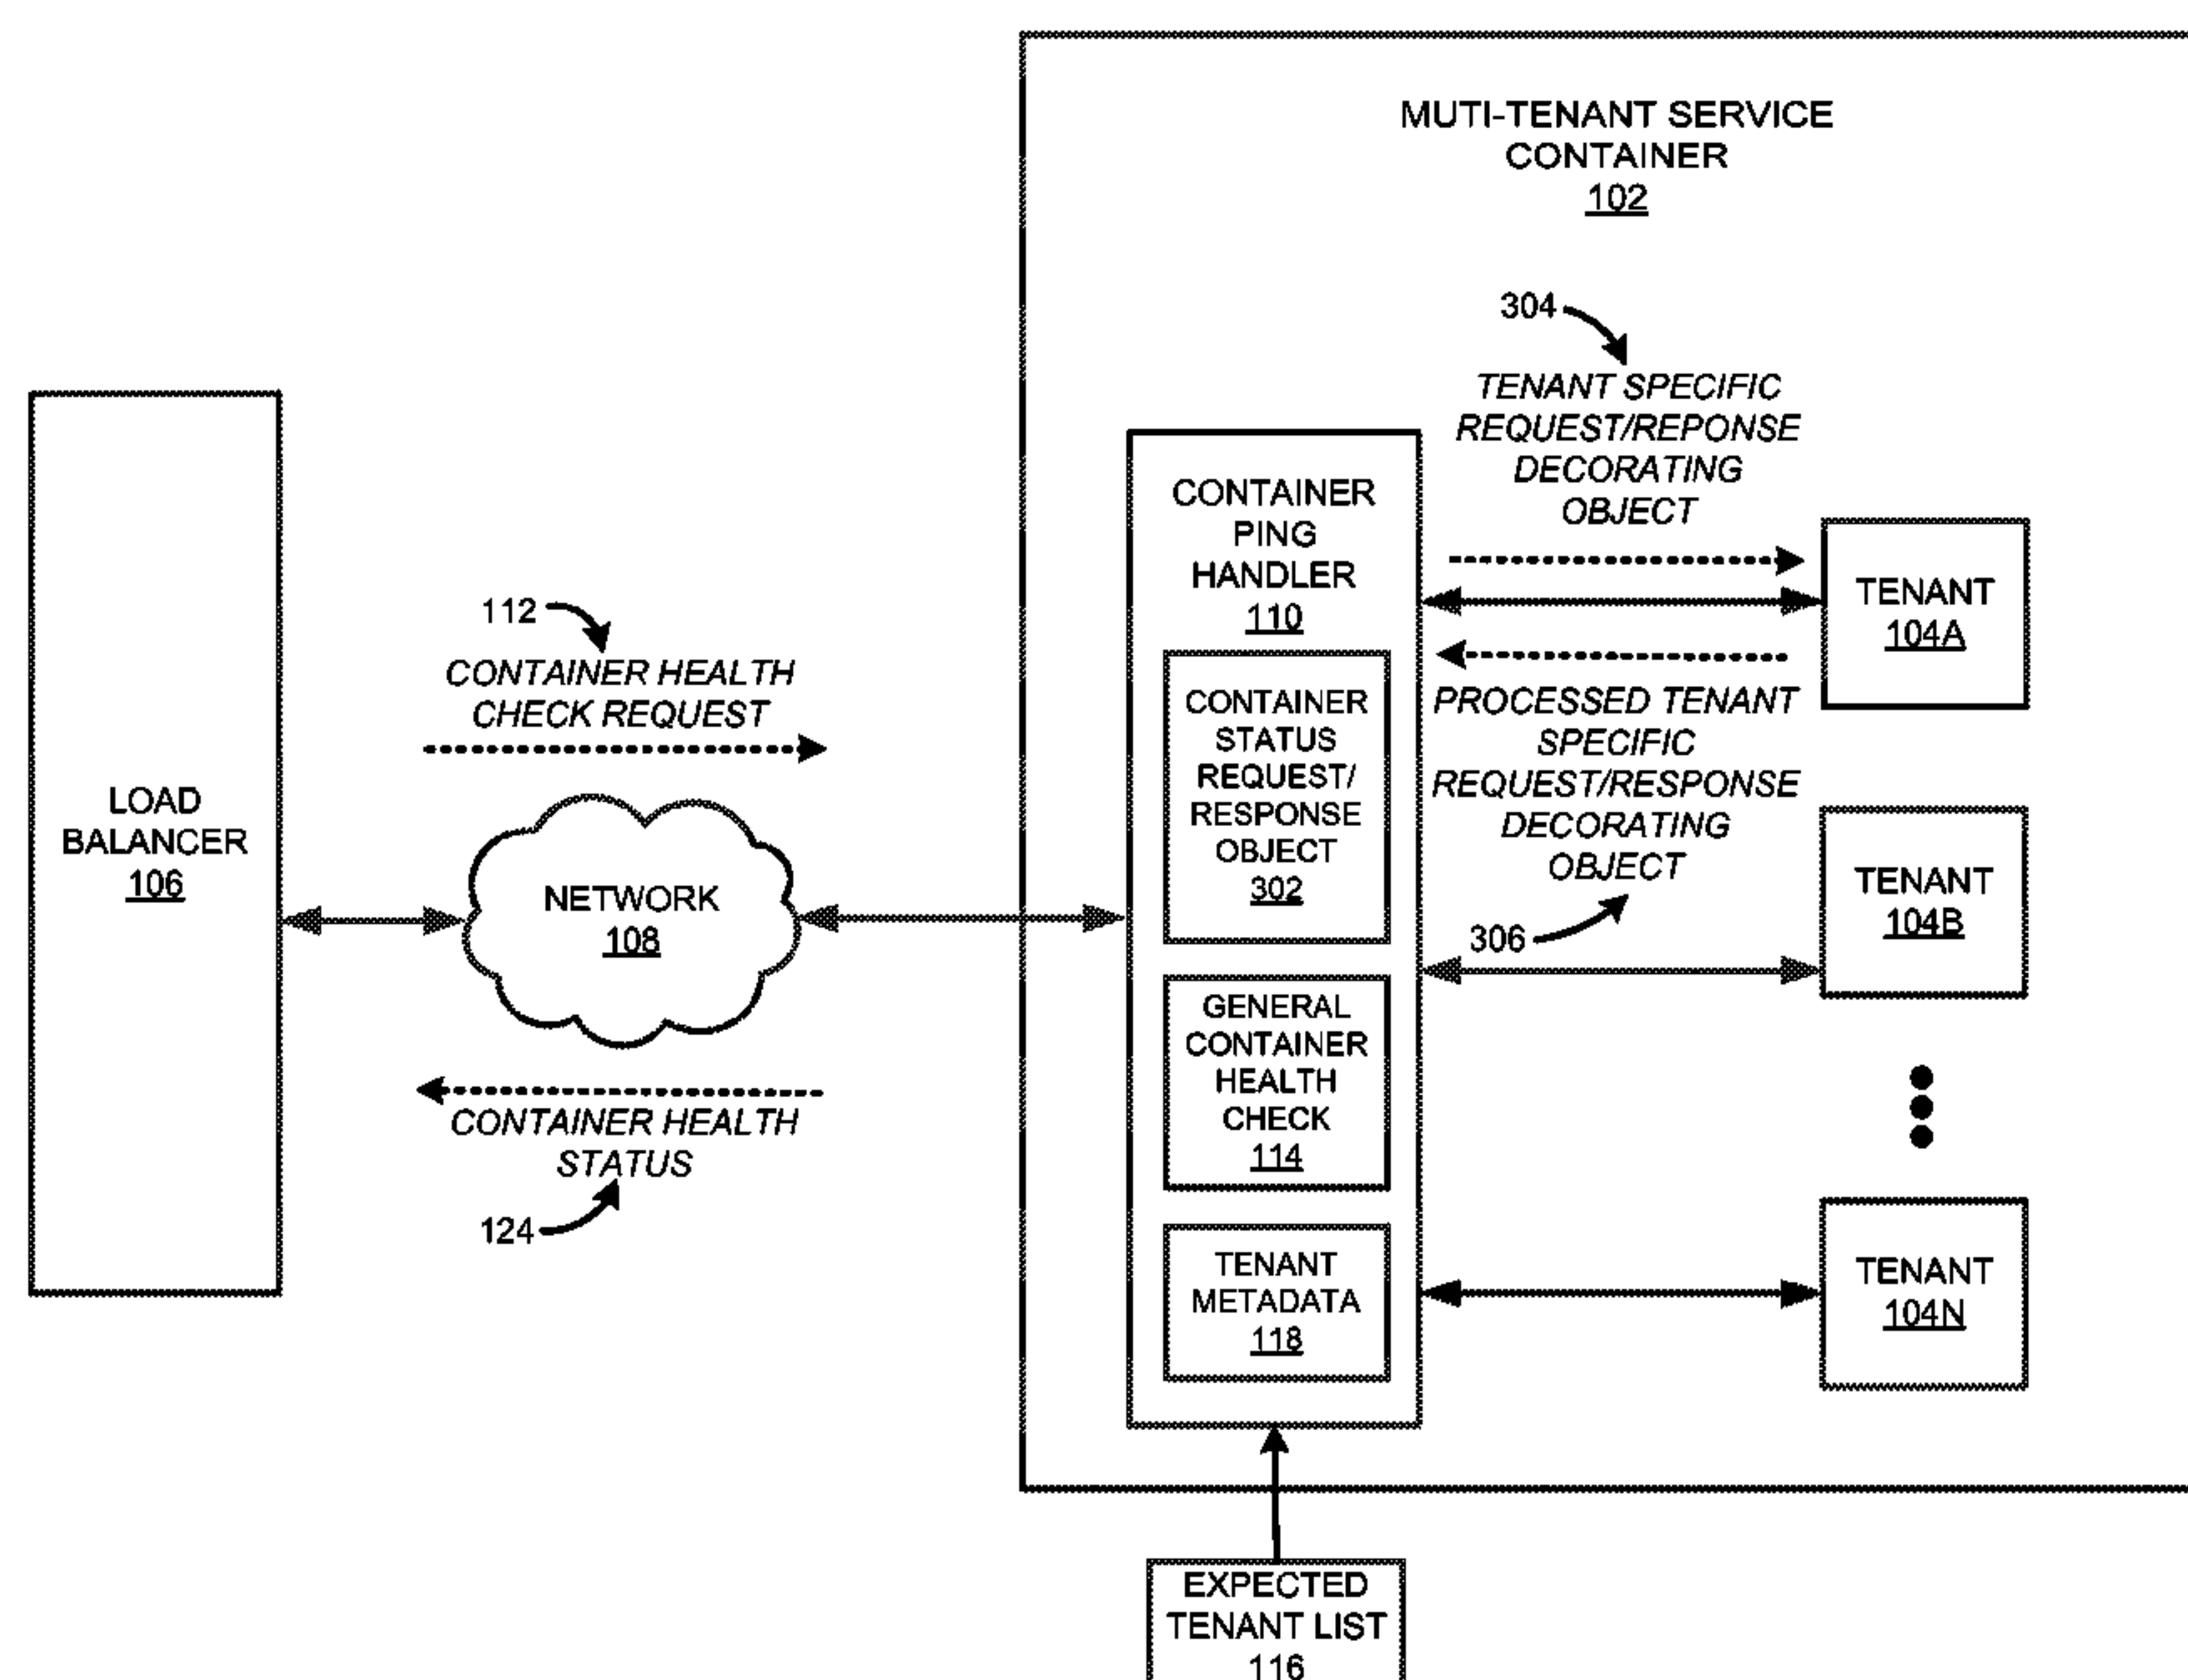 MUTI-TENANT SERVICE
CONTAINER
102
304
TENANT SPECIFIC
REQUEST/REPONSE
DECORATING
OBJECT
CONTAINER
PING
HANDLER
110
TENANT
104A
112
CONTAINER HEALTH
CHECK REQUEST
CONTAINER
STATUS
REQUEST/
RESPONSE
OBJECT
302
PROCESSED TENANT
SPECIFIC
REQUEST/RESPONSE
DECORATING
OBJECT
306
LOAD
BALANCER
106
NETWORK
108
TENANT
104B
GENERAL
CONTAINER
HEALTH
CHECK
114
CONTAINER HEALTH
STATUS
124
TENANT
METADATA
118
TENANT
104N
EXPECTED
TENANT LIST
116